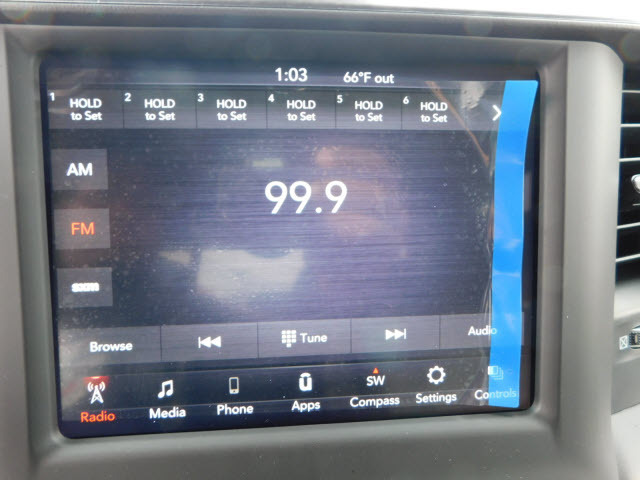 1:03 66°F out
1 HOLD to Set 2 HOLD to Set 3 HOLD to Set 4 HOLD to Set 5 HOLD to Set 6 HOLD to Set
AM
99.9
FM
SXM
Browse Tune Audio
Radio Media Phone Apps SW Compass Settings Controls